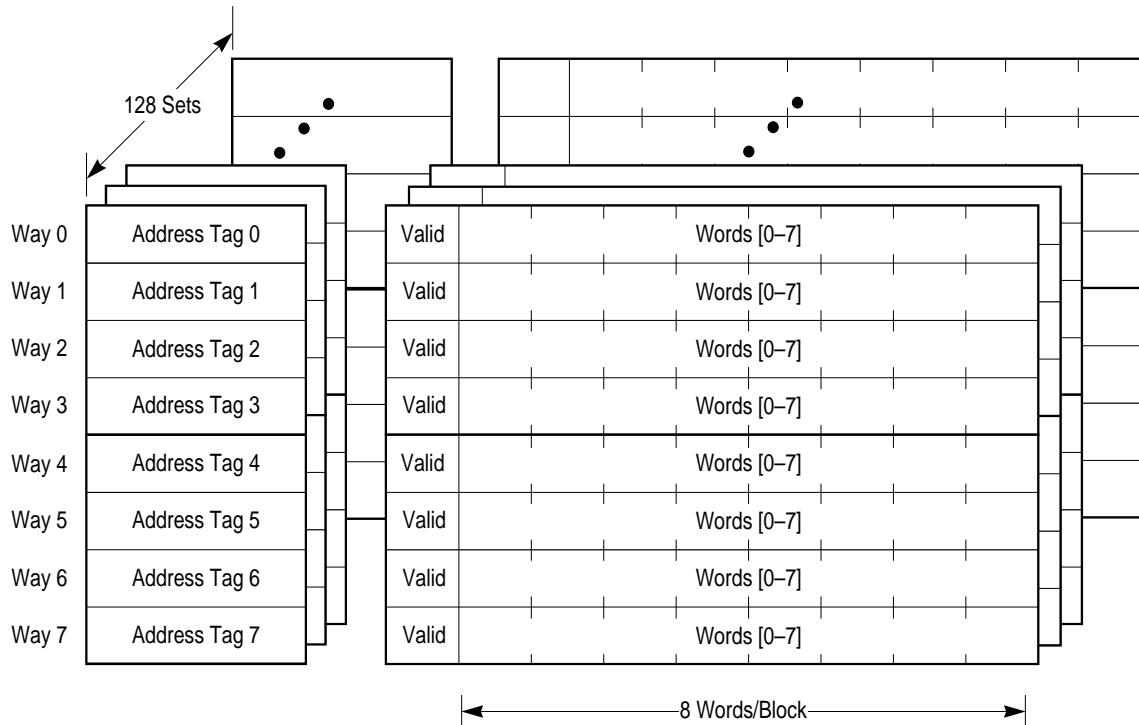 128 Sets
Way 0 Address Tag 0 Valid Words [0–7]
Way 1 Address Tag 1 Valid Words [0–7]
Way 2 Address Tag 2 Valid Words [0–7]
Way 3 Address Tag 3 Valid Words [0–7]
Way 4 Address Tag 4 Valid Words [0–7]
Way 5 Address Tag 5 Valid Words [0–7]
Way 6 Address Tag 6 Valid Words [0–7]
Way 7 Address Tag 7 Valid Words [0–7]
8 Words/Block